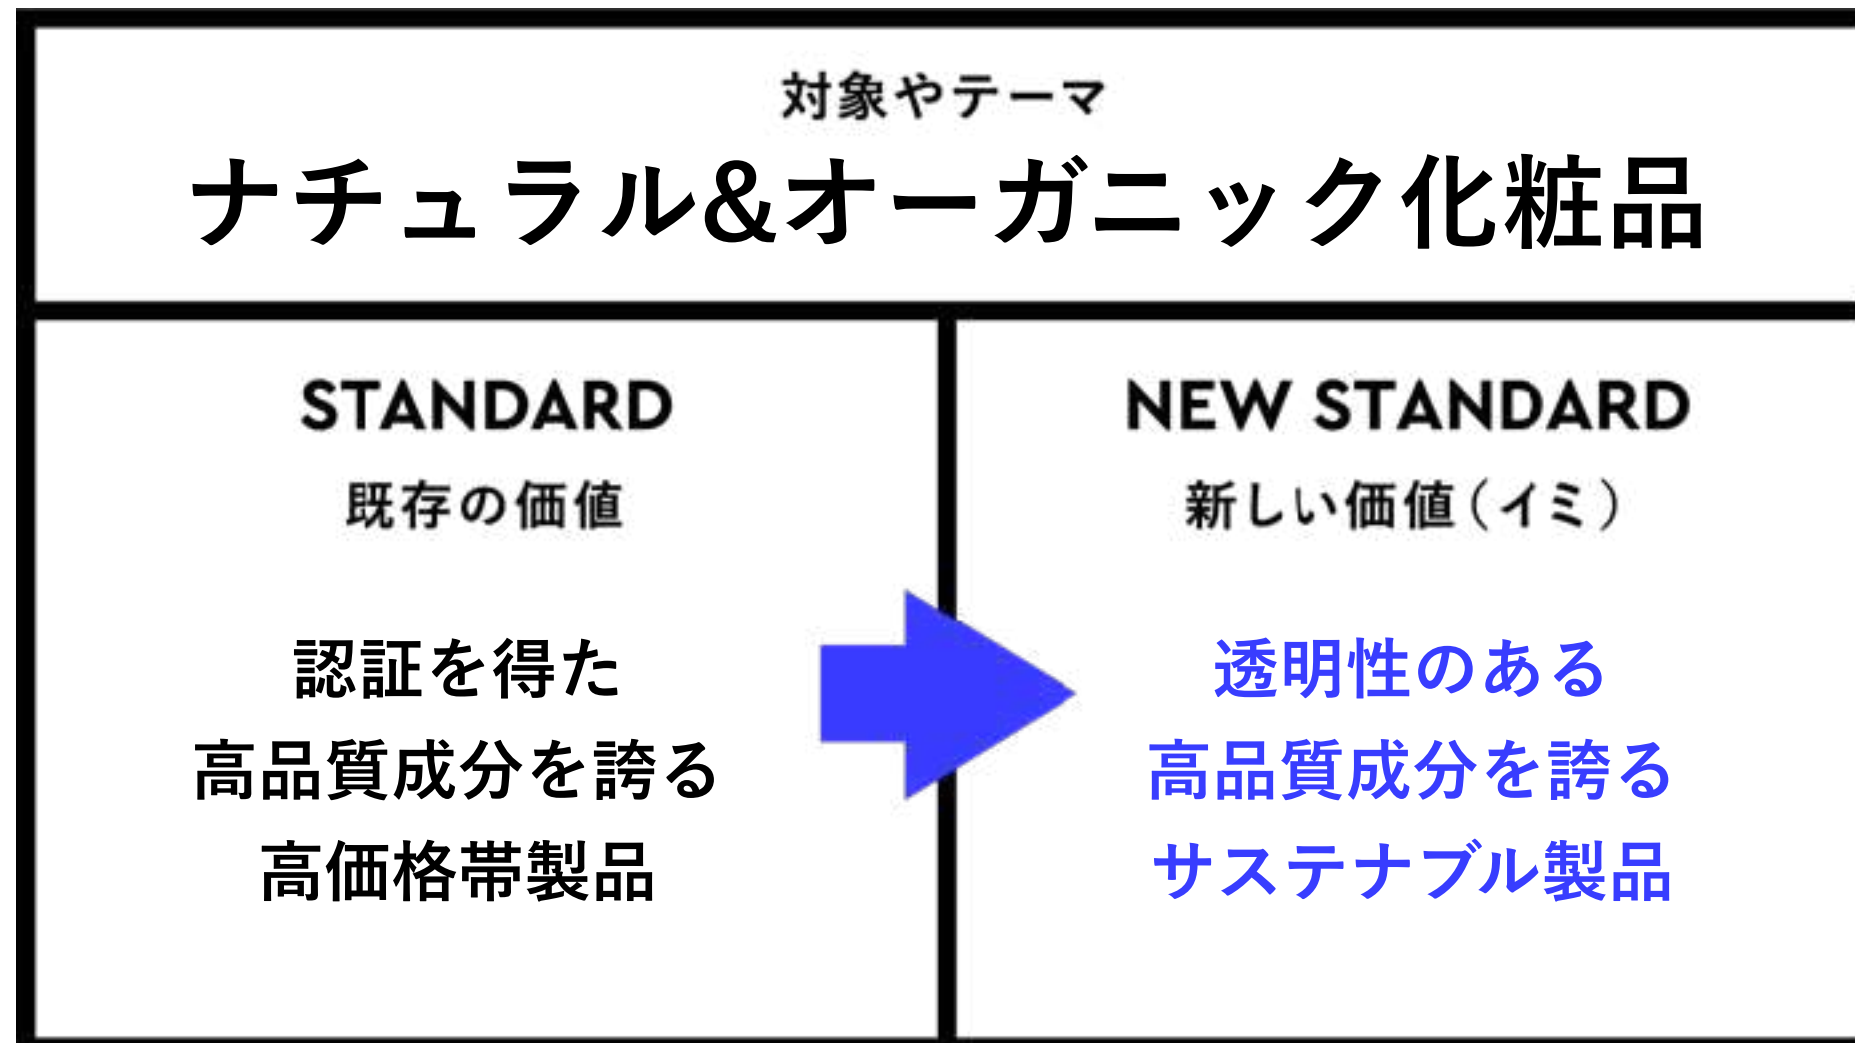 対象やテーマ
ナチュラル&オーガニック化粧品
STANDARD
既存の価値
認証を得た
高品質成分を誇る
高価格帯製品
NEW STANDARD
新しい価値(イミ)
透明性のある
高品質成分を誇る
サステナブル製品